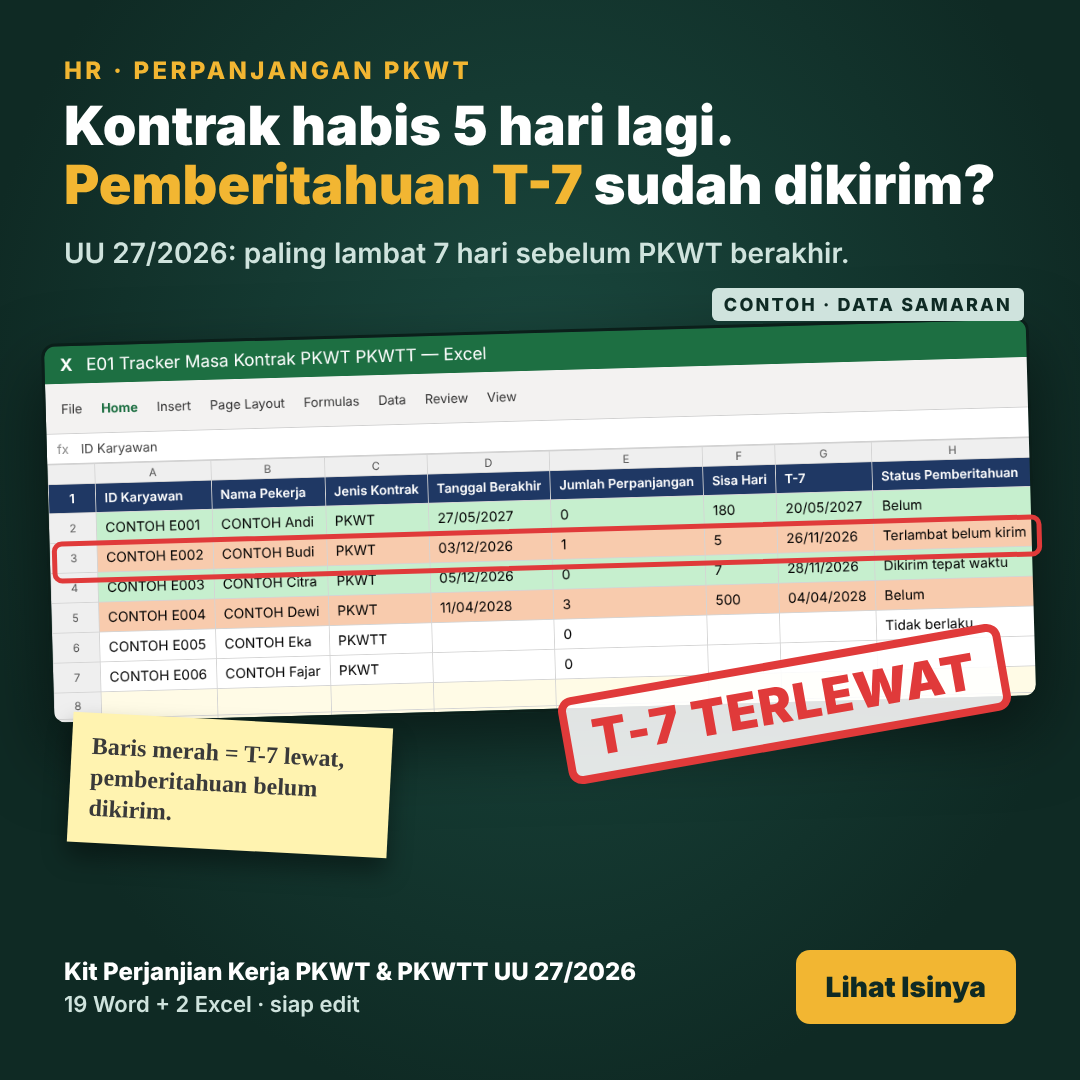 HR · PERPANJANGAN PKWT
Kontrak habis 5 hari lagi.
Pemberitahuan T-7 sudah dikirim?
UU 27/2026: paling lambat 7 hari sebelum PKWT berakhir.
CONTOH · DATA SAMARAN
X E01 Tracker Masa Kontrak PKWT PKWTT — Excel
File Home Insert Page Layout Formulas Data Review View
fx ID Karyawan
A B C D E F G H
1 ID Karyawan Nama Pekerja Jenis Kontrak Tanggal Berakhir Jumlah Perpanjangan Sisa Hari T-7 Status Pemberitahuan
2 CONTOH E001 CONTOH Andi PKWT 27/05/2027 0 180 20/05/2027 Belum
3 CONTOH E002 CONTOH Budi PKWT 03/12/2026 1 5 26/11/2026 Terlambat belum kirim
4 CONTOH E003 CONTOH Citra PKWT 05/12/2026 0 7 28/11/2026 Dikirim tepat waktu
5 CONTOH E004 CONTOH Dewi PKWT 11/04/2028 3 500 04/04/2028 Belum
6 CONTOH E005 CONTOH Eka PKWTT 0 Tidak berlaku
7 CONTOH E006 CONTOH Fajar PKWT 0
8
T-7 TERLEWAT
Baris merah = T-7 lewat,
pemberitahuan belum
dikirim.
Kit Perjanjian Kerja PKWT & PKWTT UU 27/2026
19 Word + 2 Excel · siap edit
Lihat Isinya